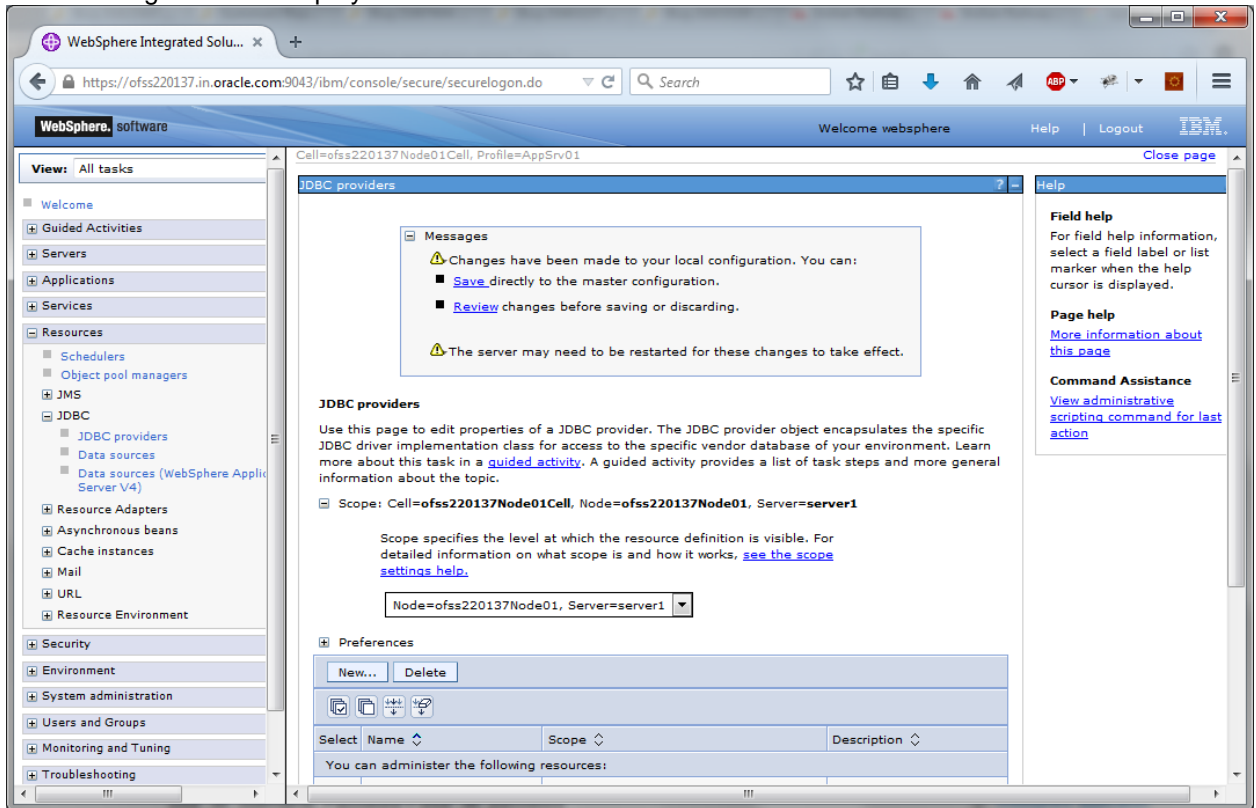 WebSphere Integrated Solu... × +
https://ofss220137.in.oracle.com:9043/ibm/console/secure/securelogon.do
Search
ABP
WebSphere. software
Welcome websphere
Help | Logout
IBM.
View: All tasks
Welcome
Guided Activities
Servers
Applications
Services
Resources
Schedulers
Object pool managers
JMS
JDBC
JDBC providers
Data sources
Data sources (WebSphere Applic
Server V4)
Resource Adapters
Asynchronous beans
Cache instances
Mail
URL
Resource Environment
Security
Environment
System administration
Users and Groups
Monitoring and Tuning
Troubleshooting
Cell=ofss220137Node01Cell, Profile=AppSrv01
Close page
JDBC providers
? –
Messages
Changes have been made to your local configuration. You can:
Save directly to the master configuration.
Review changes before saving or discarding.
The server may need to be restarted for these changes to take effect.
JDBC providers
Use this page to edit properties of a JDBC provider. The JDBC provider object encapsulates the specific
JDBC driver implementation class for access to the specific vendor database of your environment. Learn
more about this task in a guided activity. A guided activity provides a list of task steps and more general
information about the topic.
Scope: Cell=ofss220137Node01Cell, Node=ofss220137Node01, Server=server1
Scope specifies the level at which the resource definition is visible. For
detailed information on what scope is and how it works, see the scope
settings help.
Node=ofss220137Node01, Server=server1
Preferences
New... Delete
Select Name Scope Description
You can administer the following resources:
Help
Field help
For field help information,
select a field label or list
marker when the help
cursor is displayed.
Page help
More information about
this page
Command Assistance
View administrative
scripting command for last
action